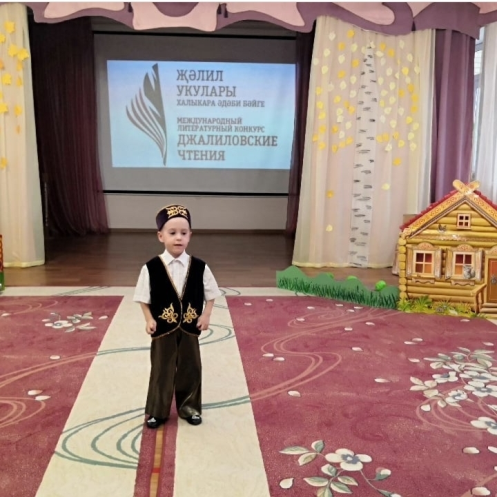 ҖӘЛИЛ
УКУЛАРЫ
ХАЛЫКАРА ӘДӘБИ БӘЙГЕ
МЕЖДУНАРОДНЫЙ
ЛИТЕРАТУРНЫЙ КОНКУРС
ДЖАЛИЛОВСКИЕ
ЧТЕНИЯ